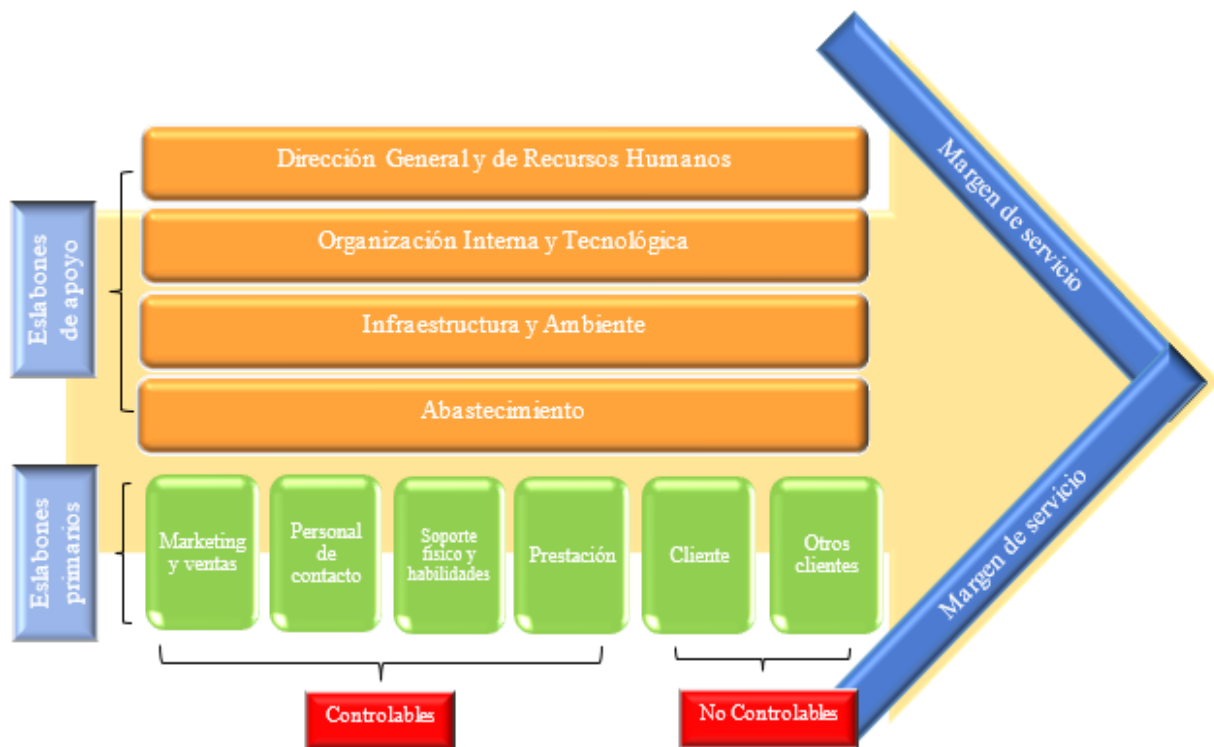 Margen de servicio
Dirección General y de Recursos Humanos
Organización Interna y Tecnológica
Infraestructura y Ambiente
Abastecimiento
Eslabones
de apoyo
Eslabones
primarios
Marketing
y ventas
Personal
de
contacto
Soporte
físico y
habilidades
Prestación
Cliente
Otros
clientes
Margen de servicio
Controlables
No Controlables